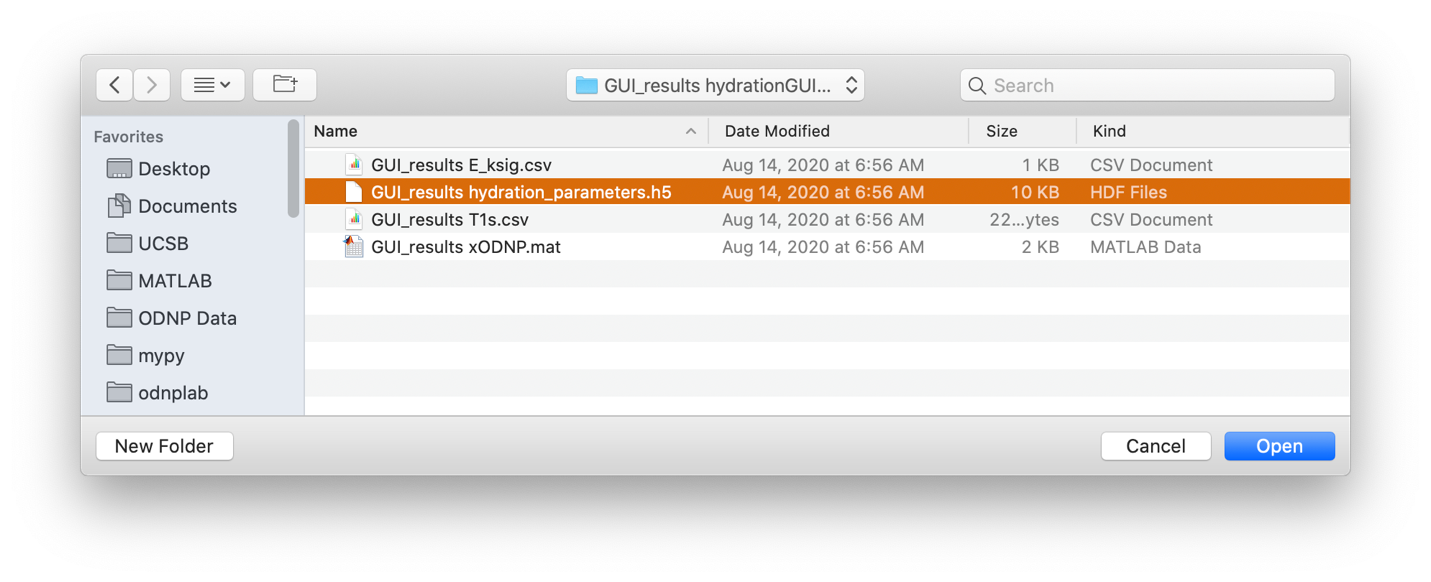 GUI_results hydrationGUI... Search
Favorites
Desktop
Documents
UCSB
MATLAB
ODNP Data
mypy
odnplab
Name Date Modified Size Kind
GUI_results E_ksig.csv Aug 14, 2020 at 6:56 AM 1 KB CSV Document
GUI_results hydration_parameters.h5 Aug 14, 2020 at 6:56 AM 10 KB HDF Files
GUI_results T1s.csv Aug 14, 2020 at 6:56 AM 22...ytes CSV Document
GUI_results xODNP.mat Aug 14, 2020 at 6:56 AM 2 KB MATLAB Data
New Folder Cancel Open